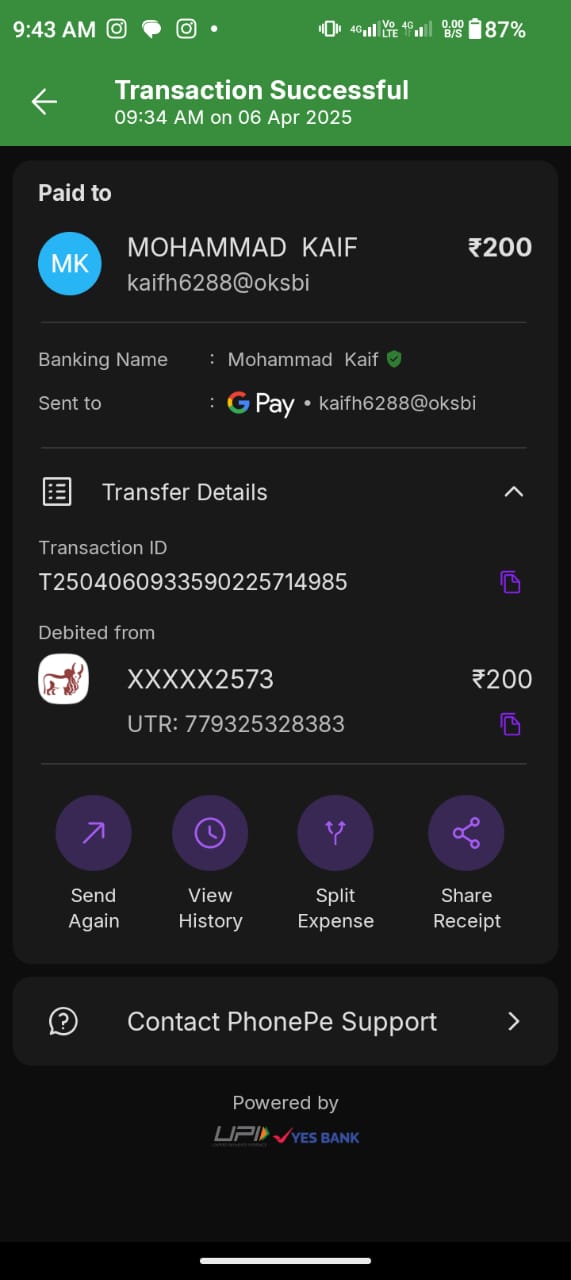 9:43 AM
4G Vo LTE 4G 0.00 B/S 87%
Transaction Successful
09:34 AM on 06 Apr 2025
Paid to
MK
MOHAMMAD KAIF ₹200
kaifh6288@oksbi
Banking Name : Mohammad Kaif
Sent to : G Pay • kaifh6288@oksbi
Transfer Details
Transaction ID
T2504060933590225714985
Debited from
XXXXX2573 ₹200
UTR: 779325328383
Send Again
View History
Split Expense
Share Receipt
Contact PhonePe Support
Powered by
UPI YES BANK